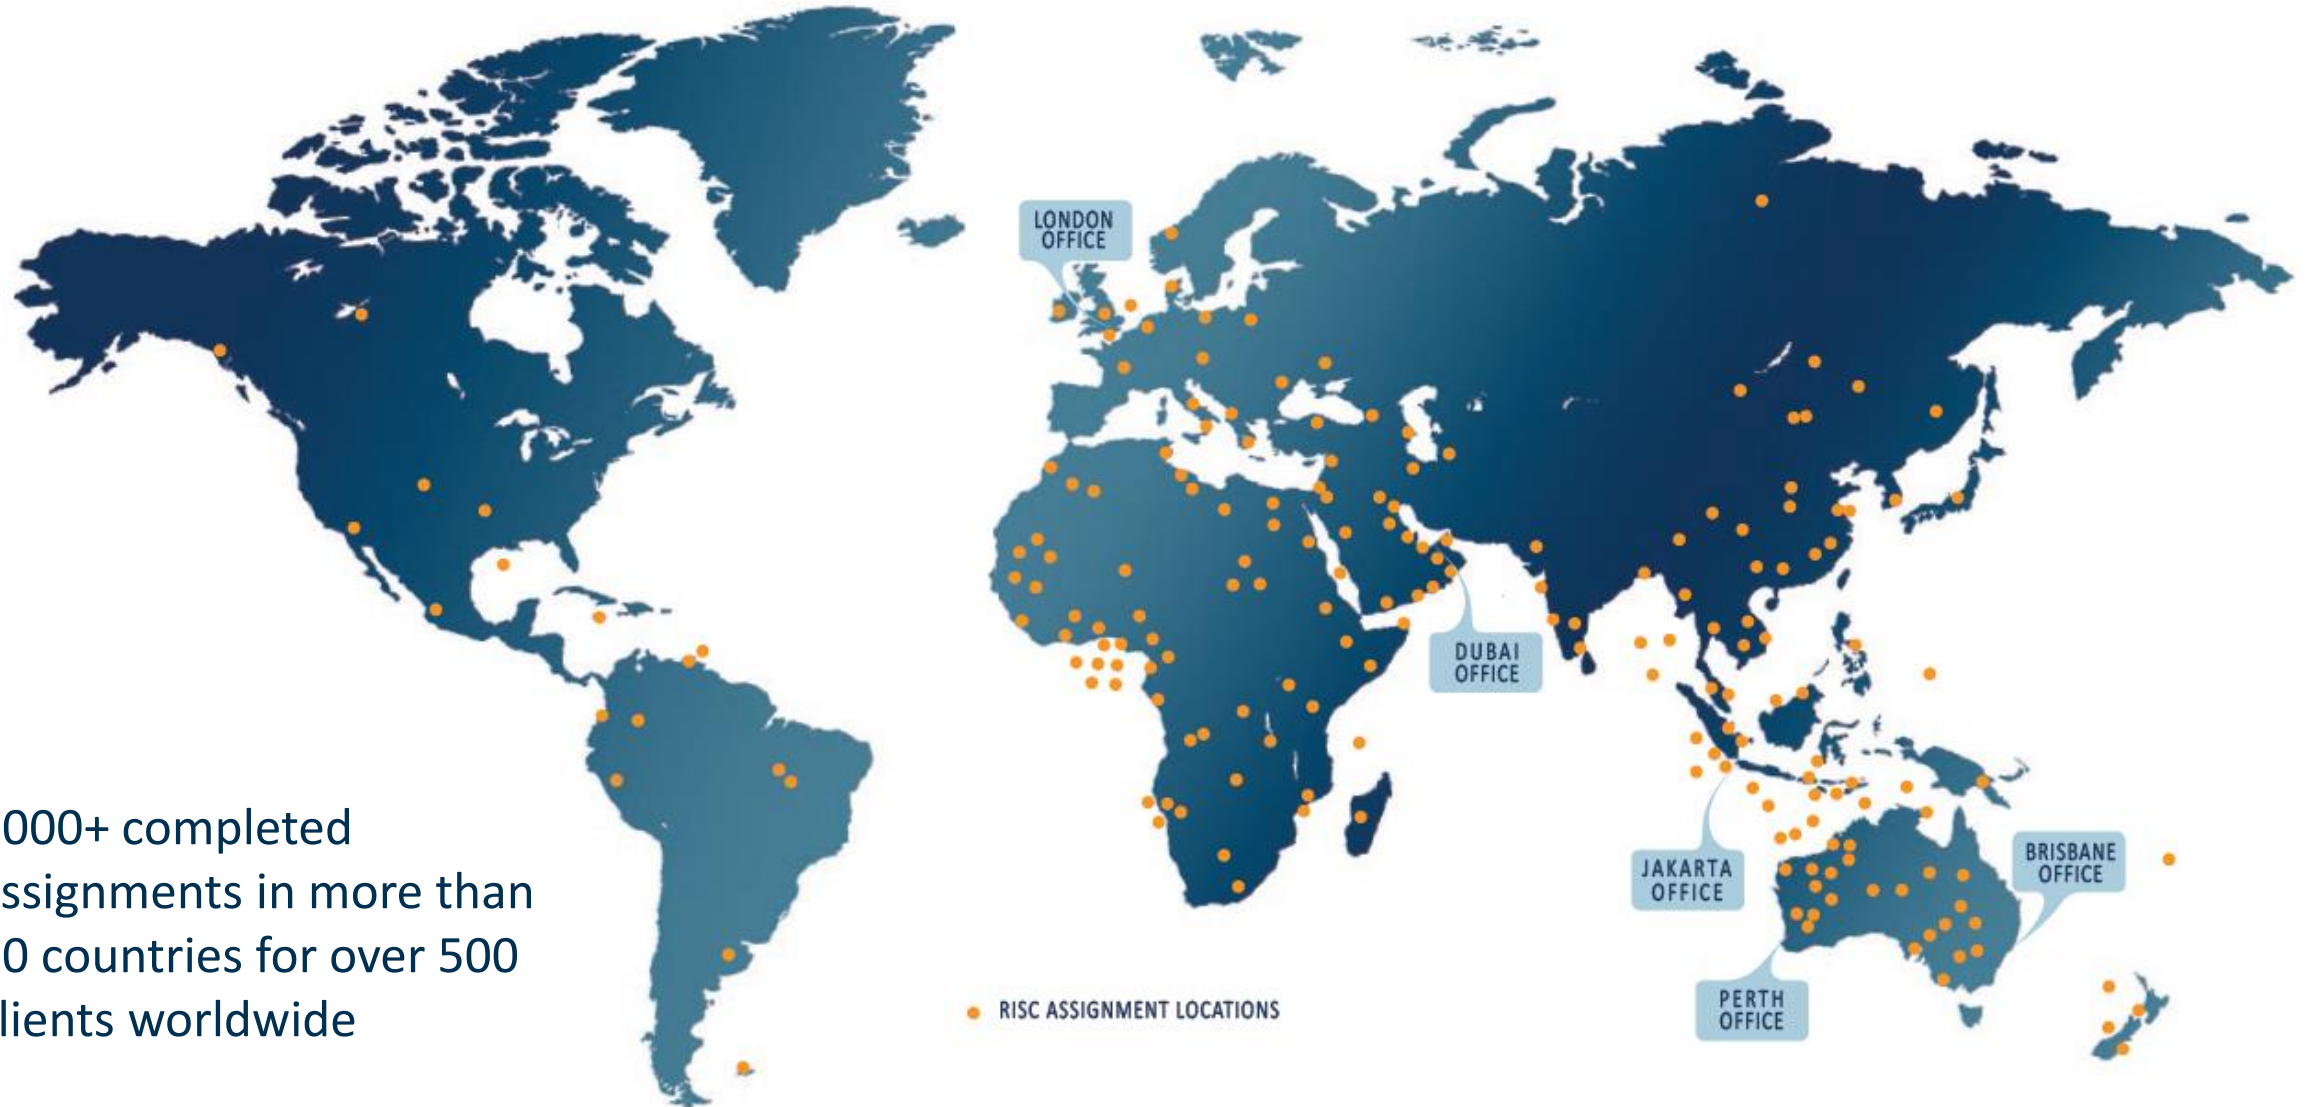 LONDON
OFFICE
DUBAI
OFFICE
000+ completed
ssignments in more than
0 countries for over 500
lients worldwide
JAKARTA
OFFICE
BRISBANE
OFFICE
PERTH
OFFICE
RISC ASSIGNMENT LOCATIONS